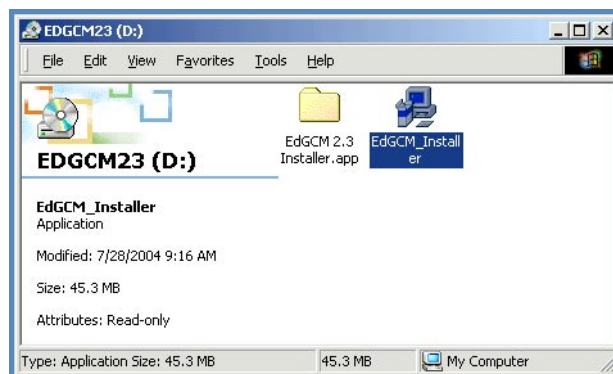 EDGCM23 (D:)
File Edit View Favorites Tools Help
EdGCM 2.3
Installer.app
EdGCM_Install
er
EDGCM23 (D:)
EdGCM_Installer
Application
Modified: 7/28/2004 9:16 AM
Size: 45.3 MB
Attributes: Read-only
Type: Application Size: 45.3 MB 45.3 MB My Computer